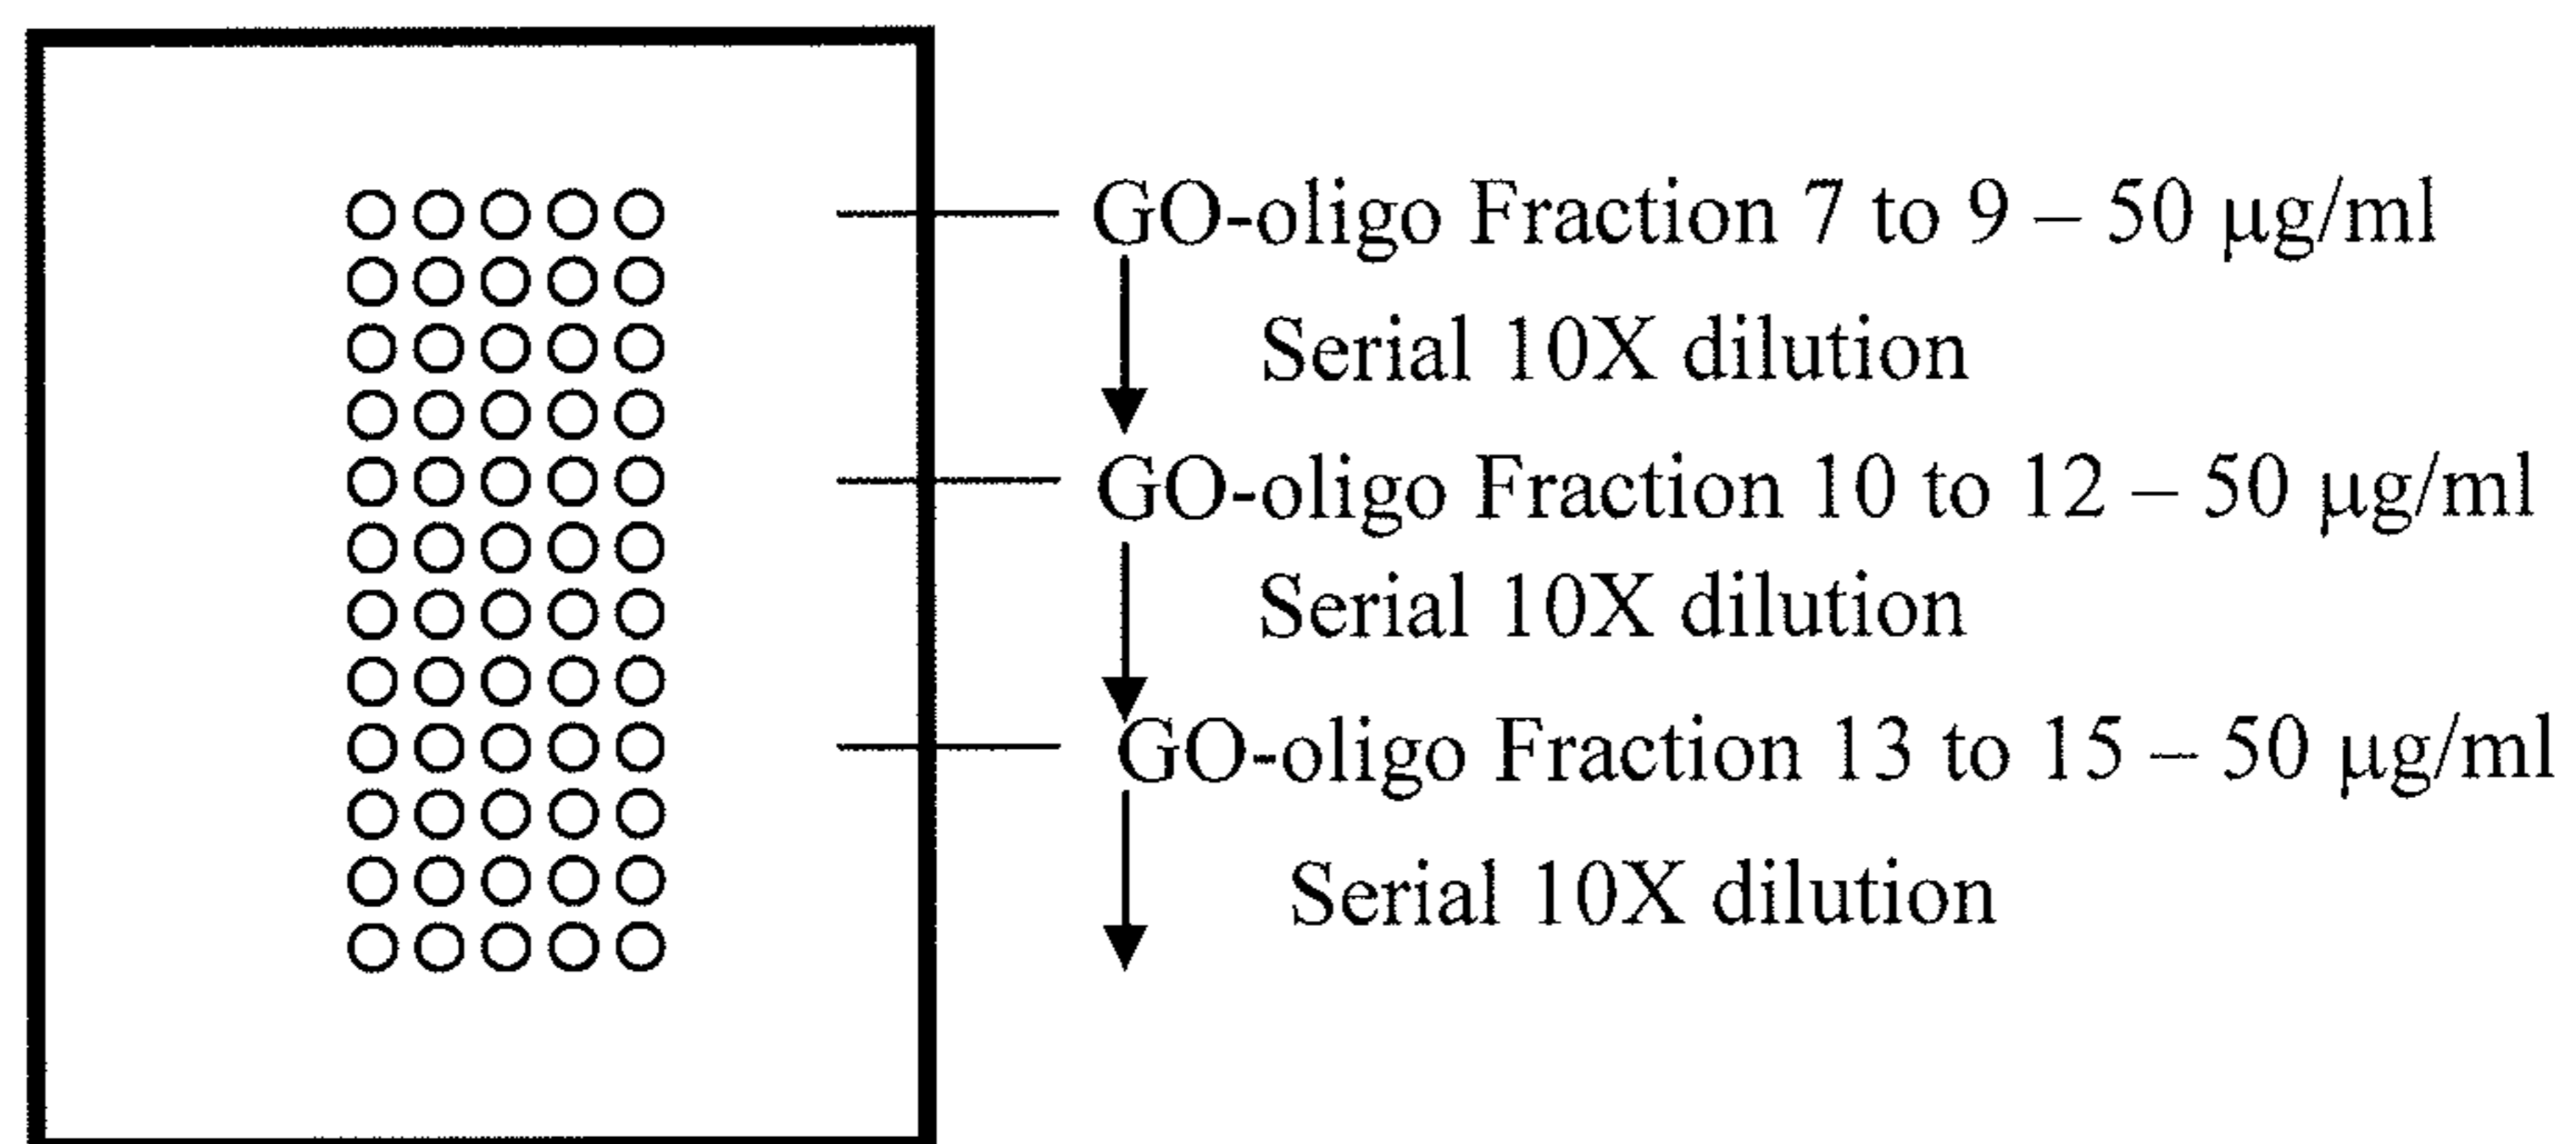 GO-oligo Fraction 7 to 9 – 50 µg/ml
Serial 10X dilution
GO-oligo Fraction 10 to 12 – 50 µg/ml
Serial 10X dilution
GO-oligo Fraction 13 to 15 – 50 µg/ml
Serial 10X dilution